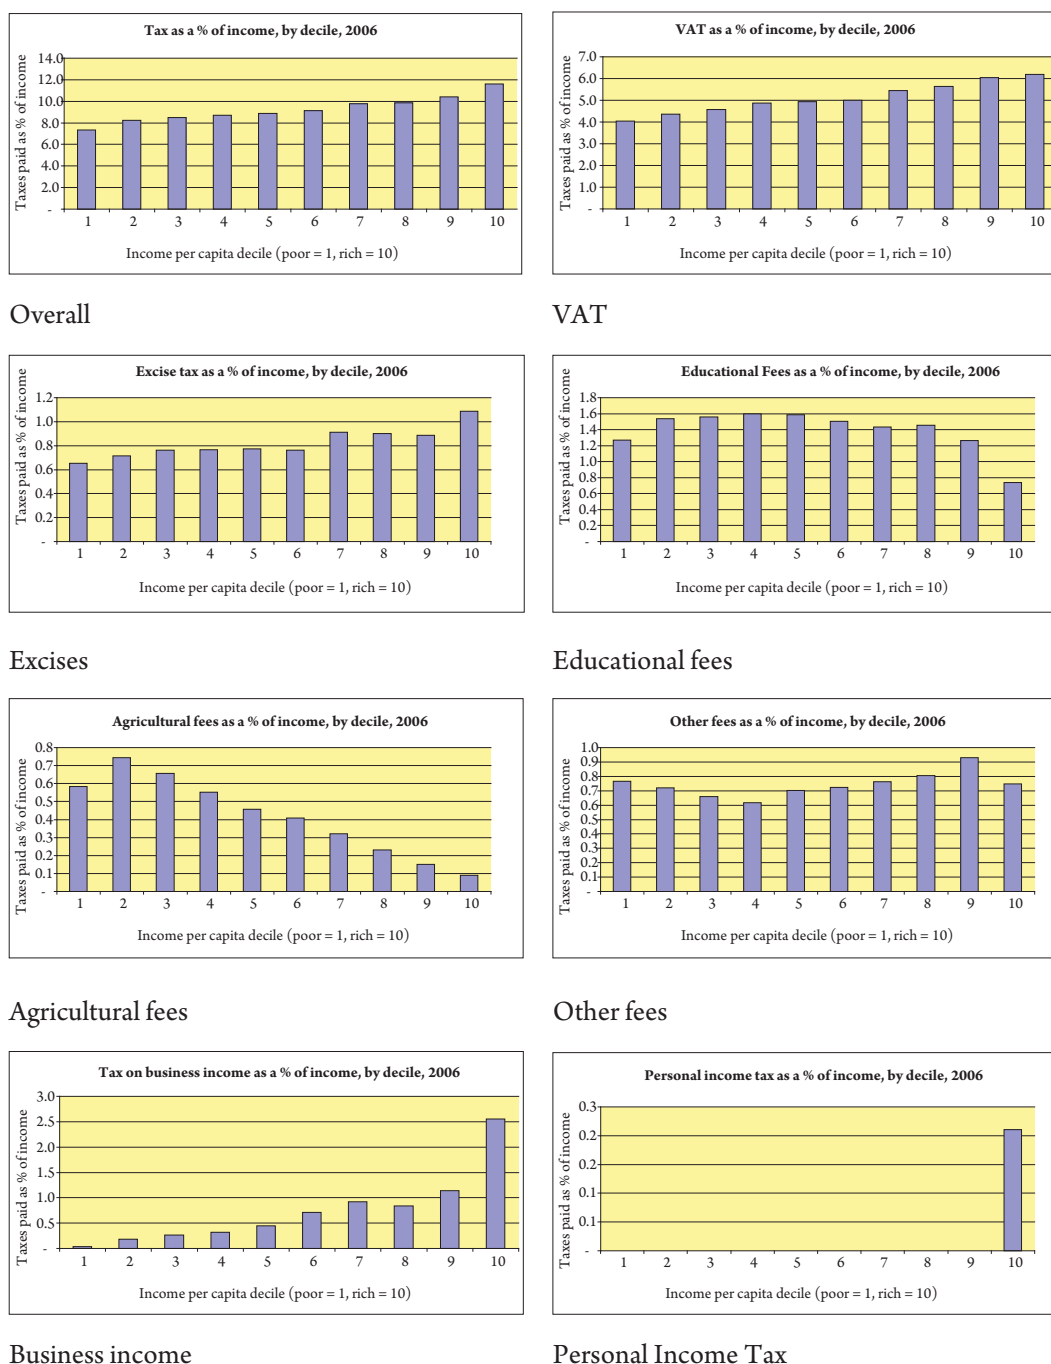 Tax as a % of income, by decile, 2006
Taxes paid as % of income
14.0
12.0
10.0
8.0
6.0
4.0
2.0
-
1 2 3 4 5 6 7 8 9 10
Income per capita decile (poor = 1, rich = 10)
Overall
VAT as a % of income, by decile, 2006
Taxes paid as % of income
7.0
6.0
5.0
4.0
3.0
2.0
1.0
-
1 2 3 4 5 6 7 8 9 10
Income per capita decile (poor = 1, rich = 10)
VAT
Excise tax as a % of income, by decile, 2006
Taxes paid as % of income
1.2
1.0
0.8
0.6
0.4
0.2
-
1 2 3 4 5 6 7 8 9 10
Income per capita decile (poor = 1, rich = 10)
Excises
Educational Fees as a % of income, by decile, 2006
Taxes paid as % of income
1.8
1.6
1.4
1.2
1.0
0.8
0.6
0.4
0.2
-
1 2 3 4 5 6 7 8 9 10
Income per capita decile (poor = 1, rich = 10)
Educational fees
Agricultural fees as a % of income, by decile, 2006
Taxes paid as % of income
0.8
0.7
0.6
0.5
0.4
0.3
0.2
0.1
-
1 2 3 4 5 6 7 8 9 10
Income per capita decile (poor = 1, rich = 10)
Agricultural fees
Other fees as a % of income, by decile, 2006
Taxes paid as % of income
1.0
0.9
0.8
0.7
0.6
0.5
0.4
0.3
0.2
0.1
-
1 2 3 4 5 6 7 8 9 10
Income per capita decile (poor = 1, rich = 10)
Other fees
Tax on business income as a % of income, by decile, 2006
Taxes paid as % of income
3.0
2.5
2.0
1.5
1.0
0.5
-
1 2 3 4 5 6 7 8 9 10
Income per capita decile (poor = 1, rich = 10)
Business income
Personal income tax as a % of income, by decile, 2006
Taxes paid as % of income
0.3
0.2
0.2
0.1
0.1
-
1 2 3 4 5 6 7 8 9 10
Income per capita decile (poor = 1, rich = 10)
Personal Income Tax